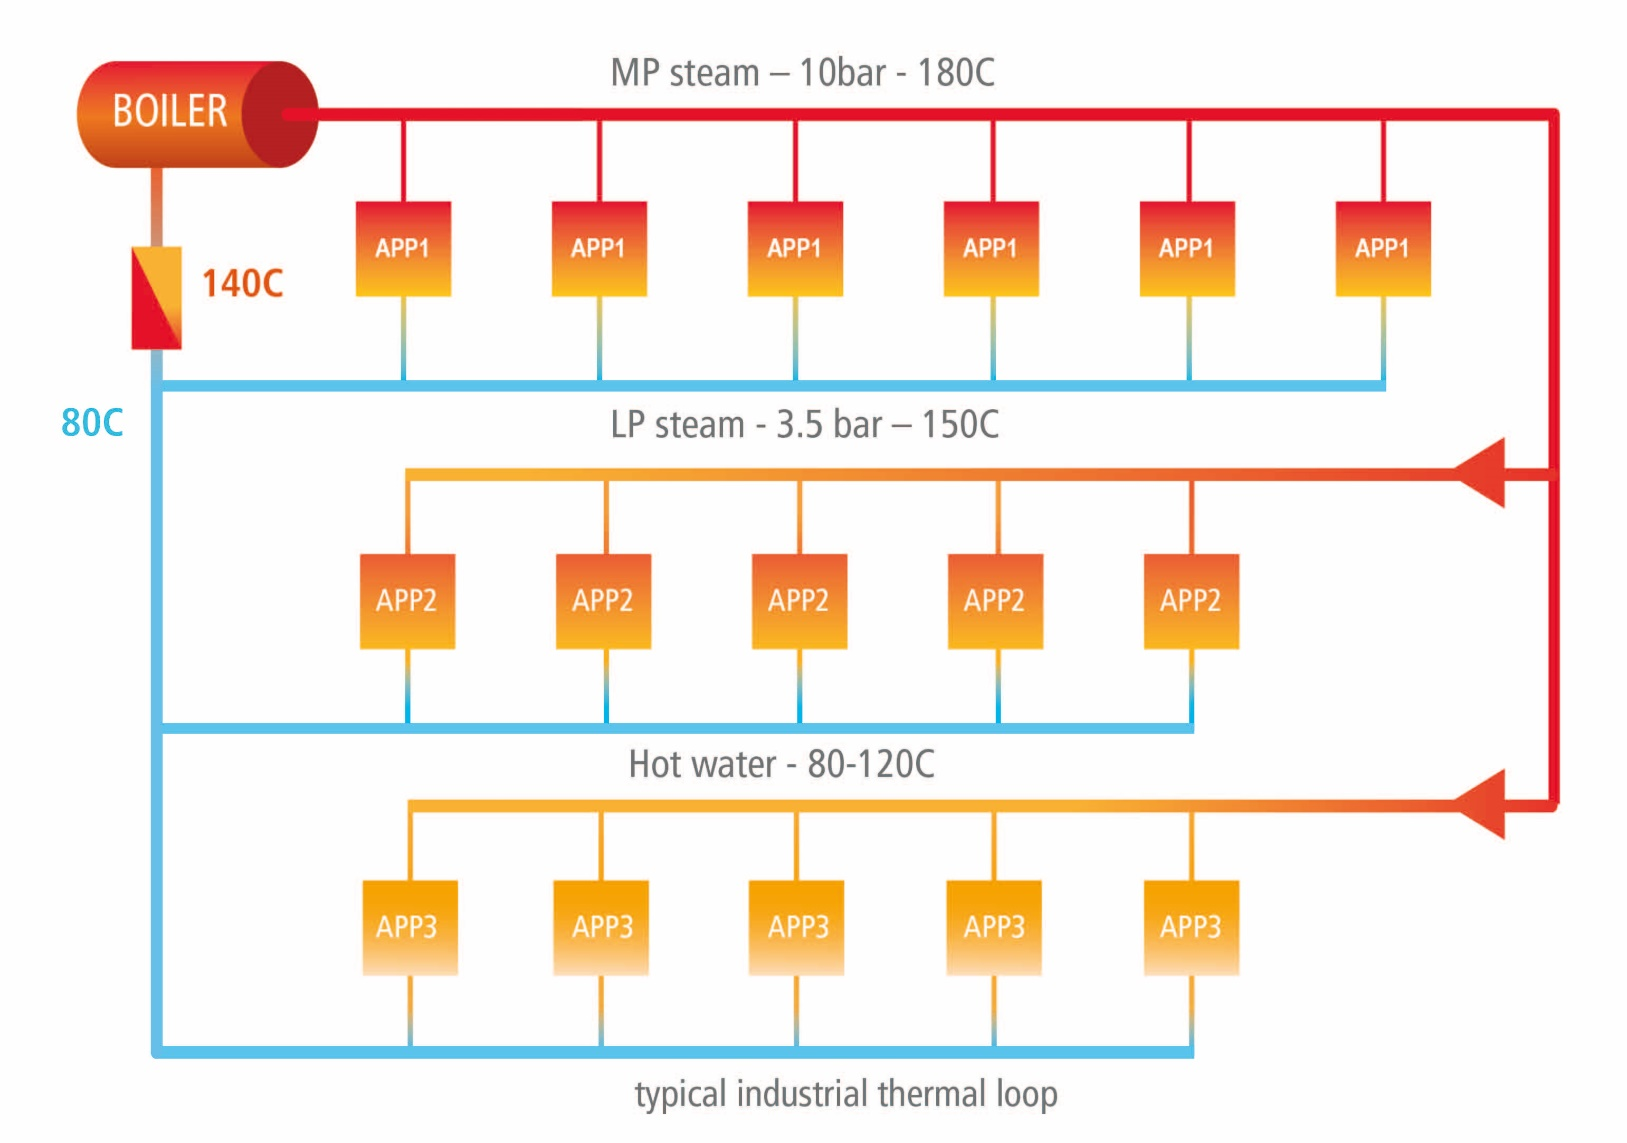 MP steam – 10bar - 180C
BOILER
APP1 APP1 APP1 APP1 APP1 APP1
140C
80C
LP steam - 3.5 bar – 150C
APP2 APP2 APP2 APP2 APP2
Hot water - 80-120C
APP3 APP3 APP3 APP3 APP3
typical industrial thermal loop